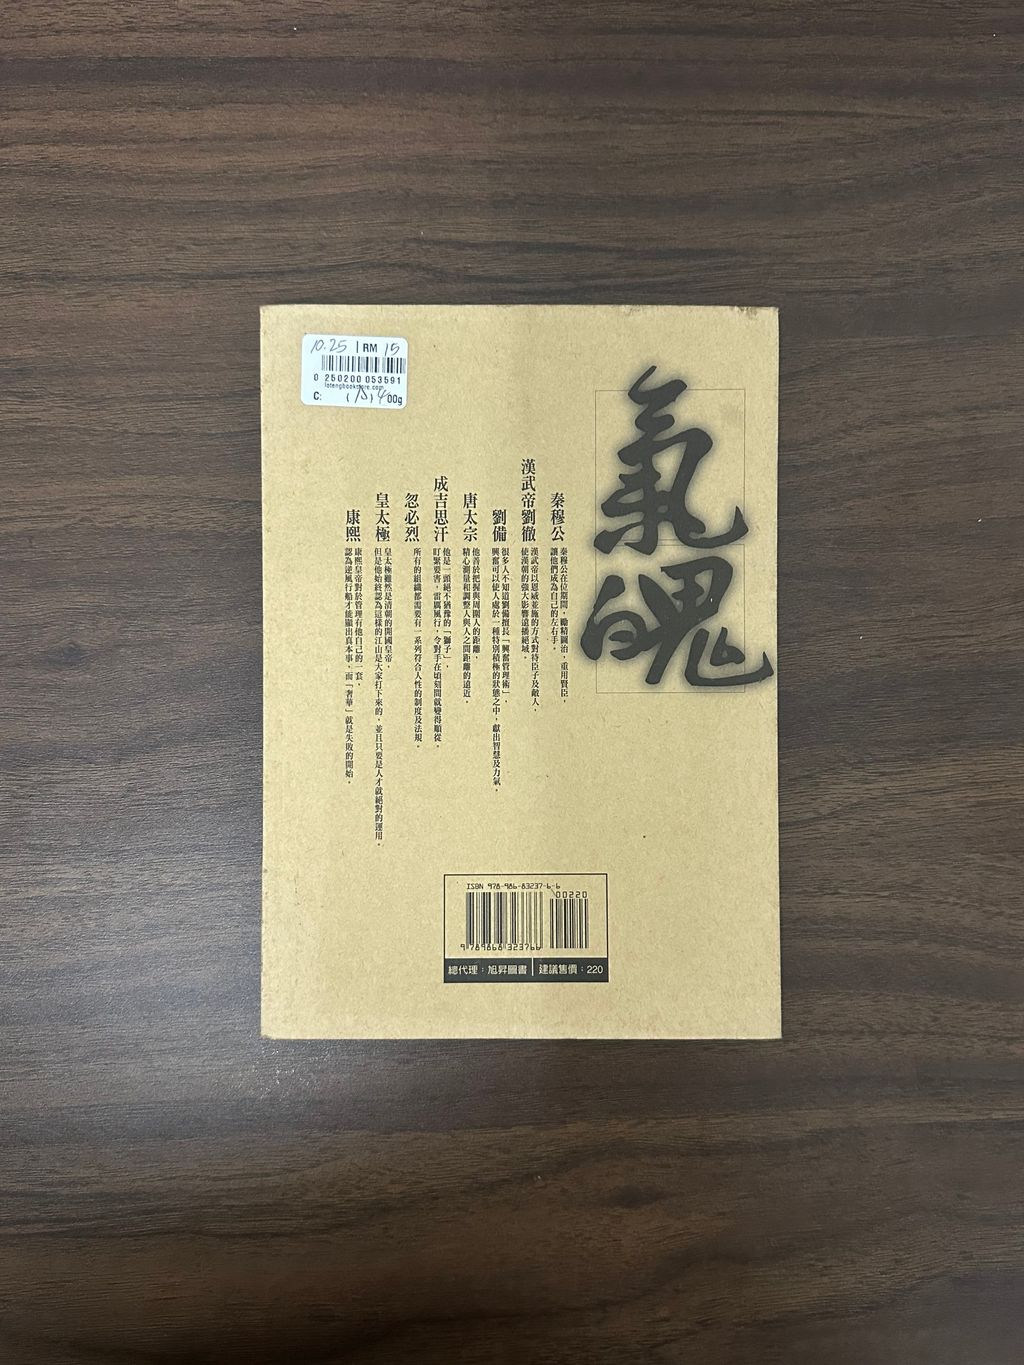 10.25 | RM 15
0 250200 053591
lotengbookstore.com
C:
00g
氣魄
秦穆公
秦穆公在位期間，勵精圖治，重用賢臣，
讓他們成為自己的左右手。
漢武帝劉徹
漢武帝以恩威並施的方式對待臣子及敵人，
使漢朝的強大影響遠播絕域。
劉備
很多人不知道劉備擅長「興奮管理術」，
興奮可以使人處於一種特別積極的狀態之中，獻出智慧及力氣。
唐太宗
他善於把握與周圍人的距離，
精心測量和調整人與人之間距離的遠近。
成吉思汗
他是一頭絕不猶豫的「獅子」，
盯緊要害，雷厲風行，令對手在頃刻間就變得順從。
忽必烈
所有的組織都需要有一系列符合人性的制度及法規。
皇太極
皇太極雖然是清朝的開國皇帝，
但是他始終認為這樣的江山是大家打下來的，並且只要是人才就絕對的運用。
康熙
康熙皇帝對於管理有他自己的一套，
認為逆風行船才能顯出真本事，而「奢華」就是失敗的開始。
ISBN 978-986-83237-6-6
00220
9 789868 323766
總代理：旭昇圖書 | 建議售價：220